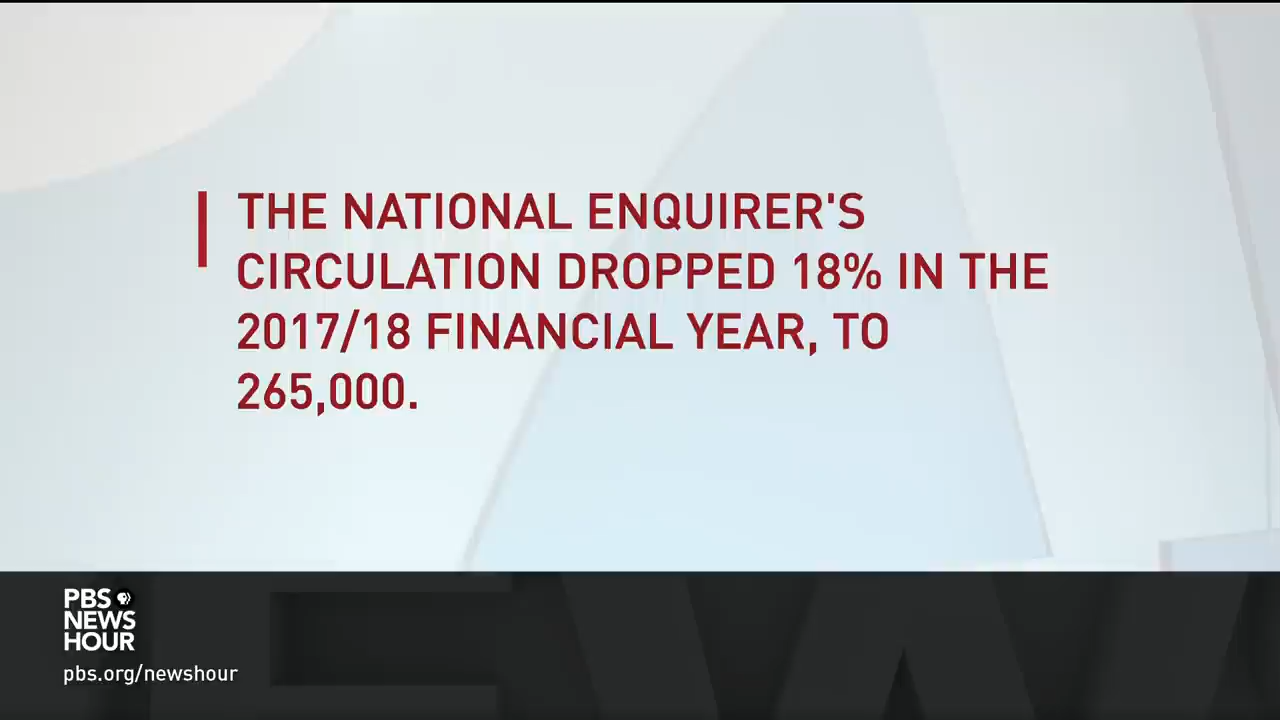 THE NATIONAL ENQUIRER'S
CIRCULATION DROPPED 18% IN THE
2017/18 FINANCIAL YEAR, TO
265,000.
PBS
NEWS
HOUR
pbs.org/newshour